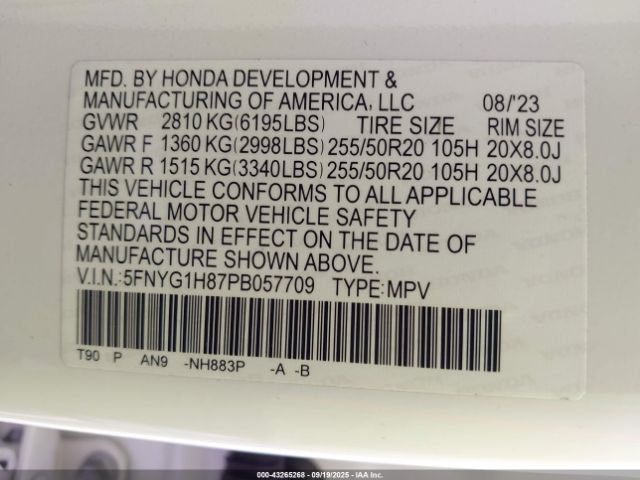 MFD. BY HONDA DEVELOPMENT &
MANUFACTURING OF AMERICA, LLC 08/'23
GVWR 2810 KG(6195LBS) TIRE SIZE RIM SIZE
GAWR F 1360 KG(2998LBS) 255/50R20 105H 20X8.0J
GAWR R 1515 KG(3340LBS) 255/50R20 105H 20X8.0J
THIS VEHICLE CONFORMS TO ALL APPLICABLE
FEDERAL MOTOR VEHICLE SAFETY
STANDARDS IN EFFECT ON THE DATE OF
MANUFACTURE SHOWN ABOVE.
V.I.N.:5FNYG1H87PB057709 TYPE:MPV
T90 P AN9 -NH883P -A -B
000-43265268 - 09/19/2025 - IAA Inc.